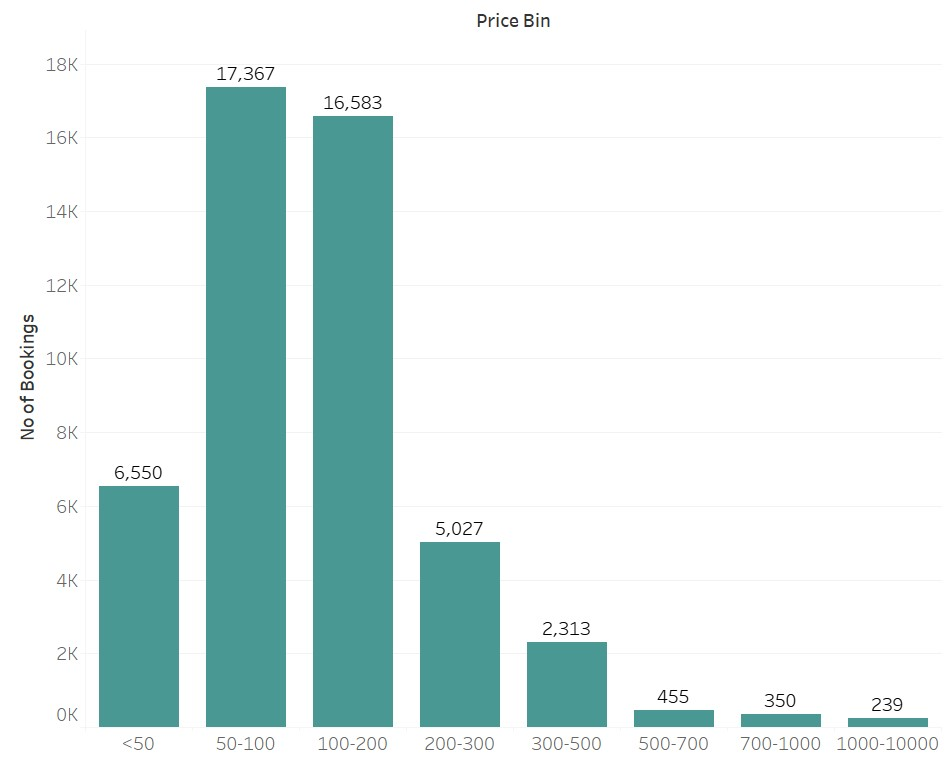 Price Bin
18K
16K
14K
12K
10K
8K
6K
4K
2K
0K
No of Bookings
17,367
16,583
6,550
5,027
2,313
455
350
239
<50
50-100
100-200
200-300
300-500
500-700
700-1000
1000-10000